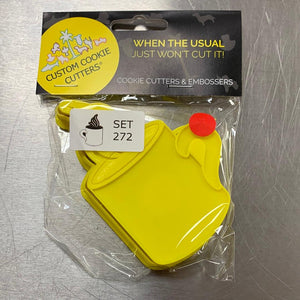 CUSTOM COOKIE
CUTTERS®
WHEN THE USUAL
JUST WON'T CUT IT!
COOKIE CUTTERS & EMBOSSERS
SET
272